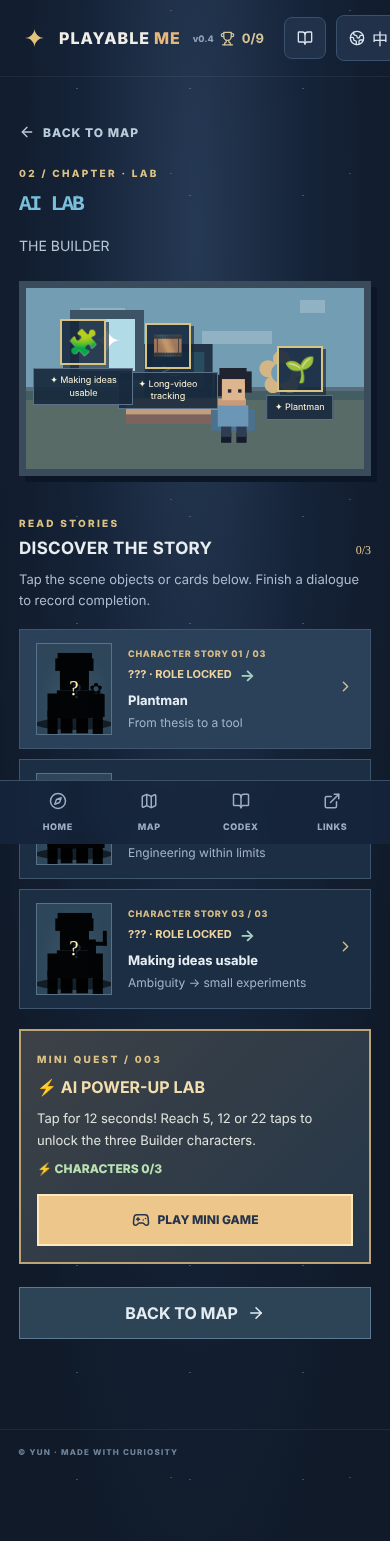 PLAYABLE ME v0.4 0/9 中
BACK TO MAP
02 / CHAPTER · LAB
AI LAB
THE BUILDER
✦ Making ideas
usable
✦ Long-video
tracking
✦ Plantman
READ STORIES
DISCOVER THE STORY 0/3
Tap the scene objects or cards below. Finish a dialogue
to record completion.
?
CHARACTER STORY 01 / 03
??? · ROLE LOCKED →
Plantman
From thesis to a tool
HOME MAP CODEX LINKS
Engineering within limits
?
CHARACTER STORY 03 / 03
??? · ROLE LOCKED →
Making ideas usable
Ambiguity → small experiments
MINI QUEST / 003
⚡ AI POWER-UP LAB
Tap for 12 seconds! Reach 5, 12 or 22 taps to
unlock the three Builder characters.
⚡ CHARACTERS 0/3
PLAY MINI GAME
BACK TO MAP →
© YUN · MADE WITH CURIOSITY